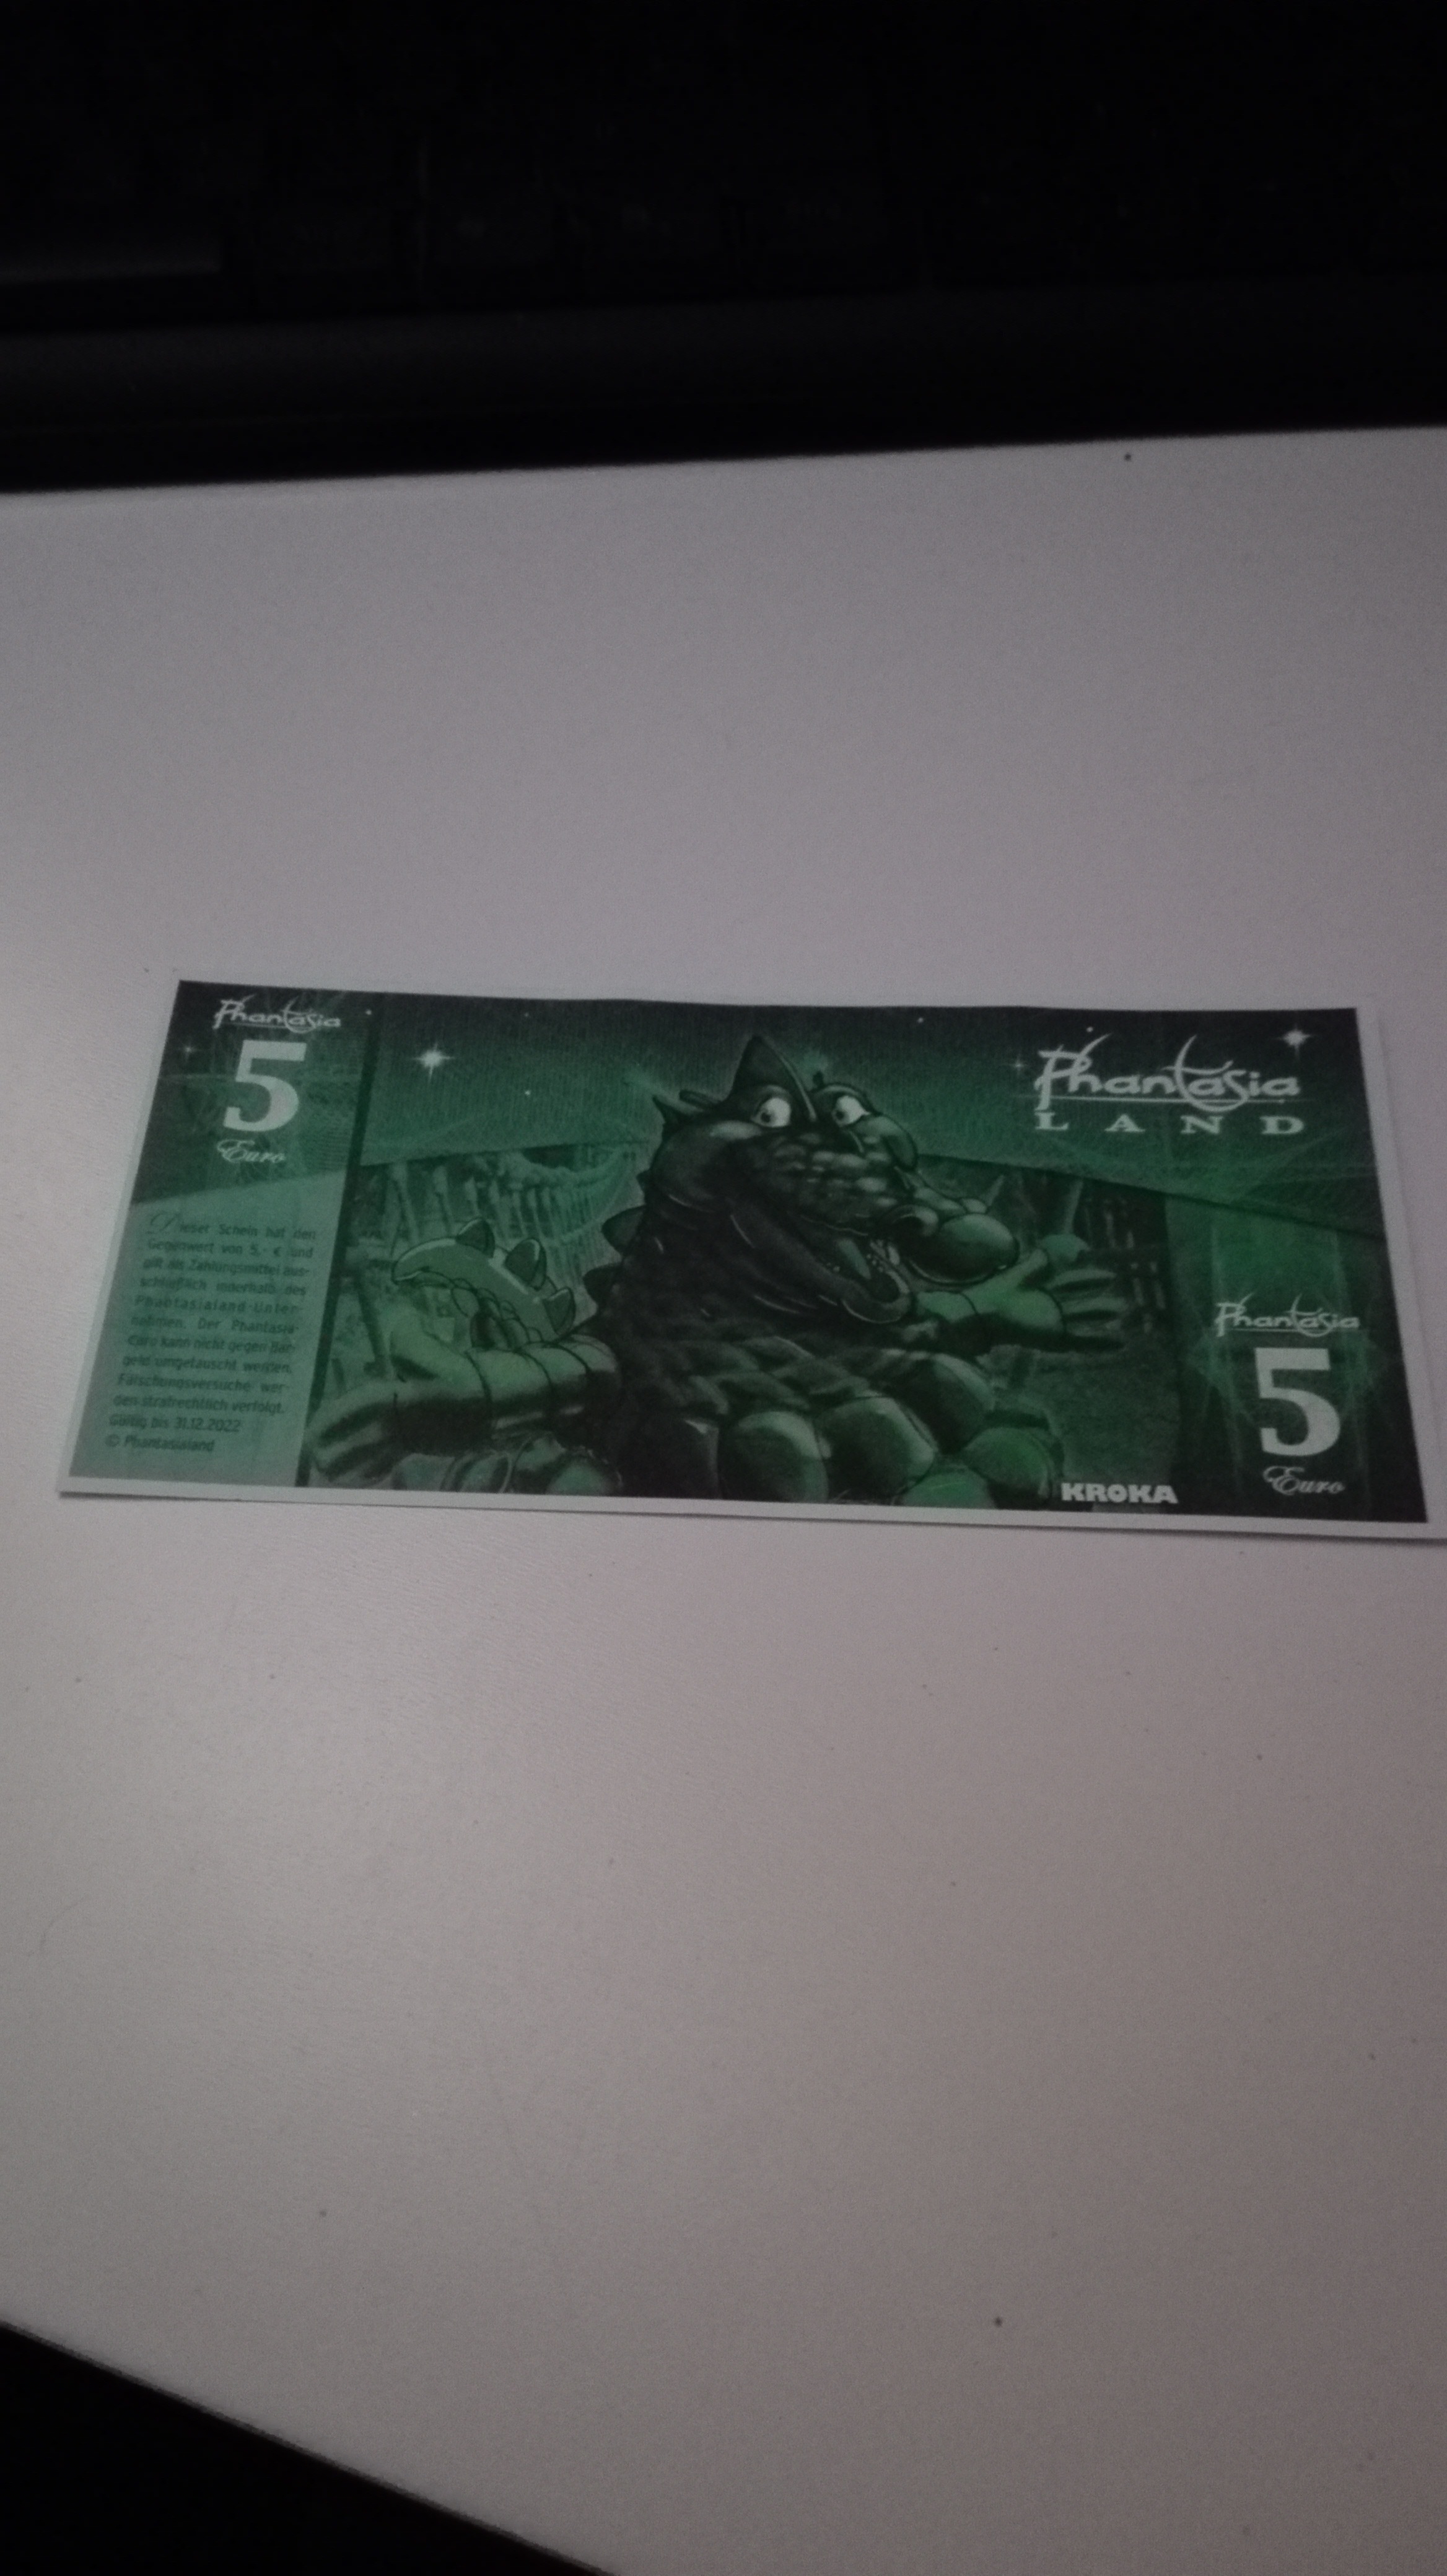 Phantasia
5
Euro
Dieser Schein hat den
Gegenwert von 5,- € und
gilt als Zahlungsmittel aus-
schließlich innerhalb des
Phantasialand-Unter-
nehmen. Der Phantasia-
Euro kann nicht gegen Bar-
geld umgetauscht werden.
Fälschungsversuche wer-
den strafrechtlich verfolgt.
Gültig bis 31.12.2022
© Phantasialand
Phantasia
LAND
Phantasia
5
Euro
KROKA